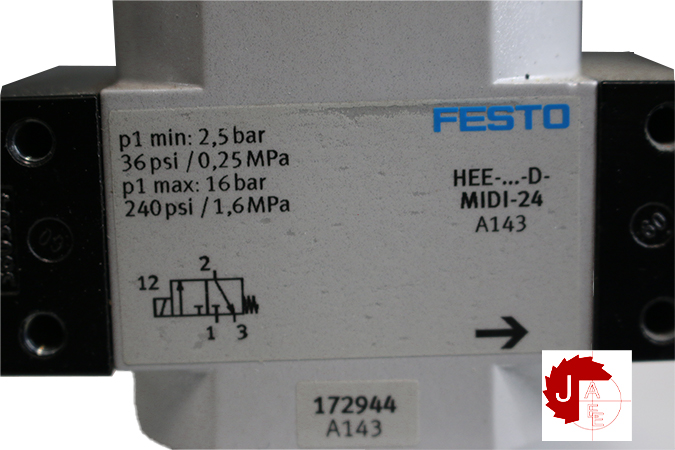 FESTO
p1 min: 2,5 bar
36 psi / 0,25 MPa
p1 max: 16 bar
240 psi / 1,6 MPa
HEE-...-D-
MIDI-24
A143
2
12
1 3
172944
A143
J
A
EE